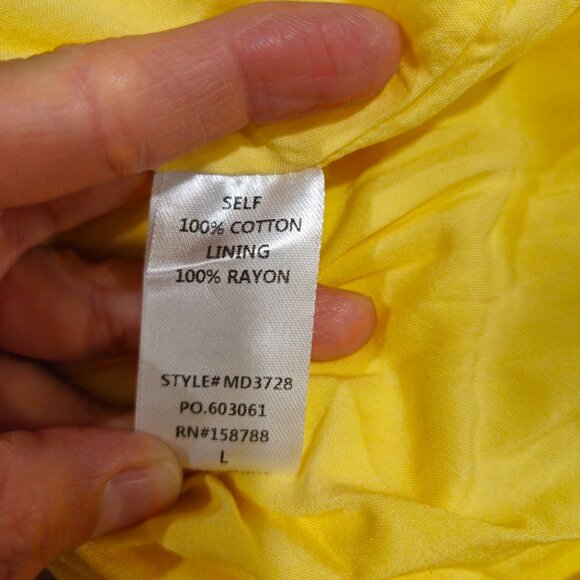 SELF
100% COTTON
LINING
100% RAYON
STYLE# MD3728
PO.603061
RN#158788
L